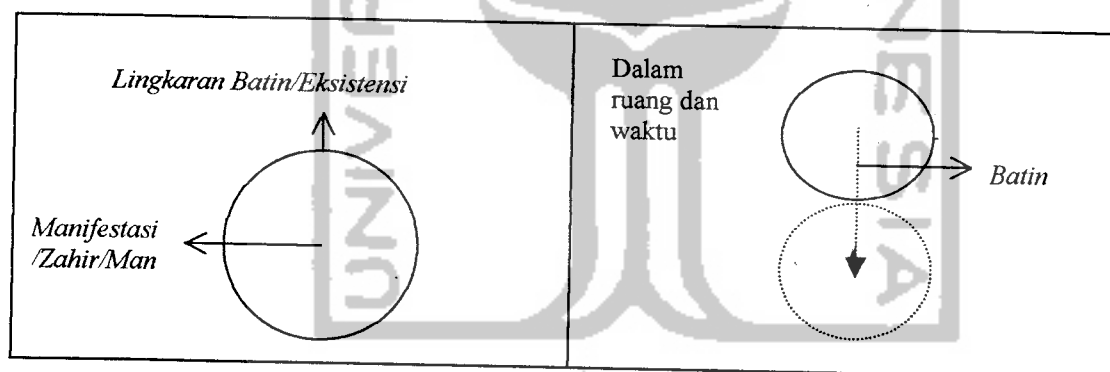 Lingkaran Batin/Eksistensi
Manifestasi
/Zahir/Man
Dalam
ruang dan
waktu
Batin